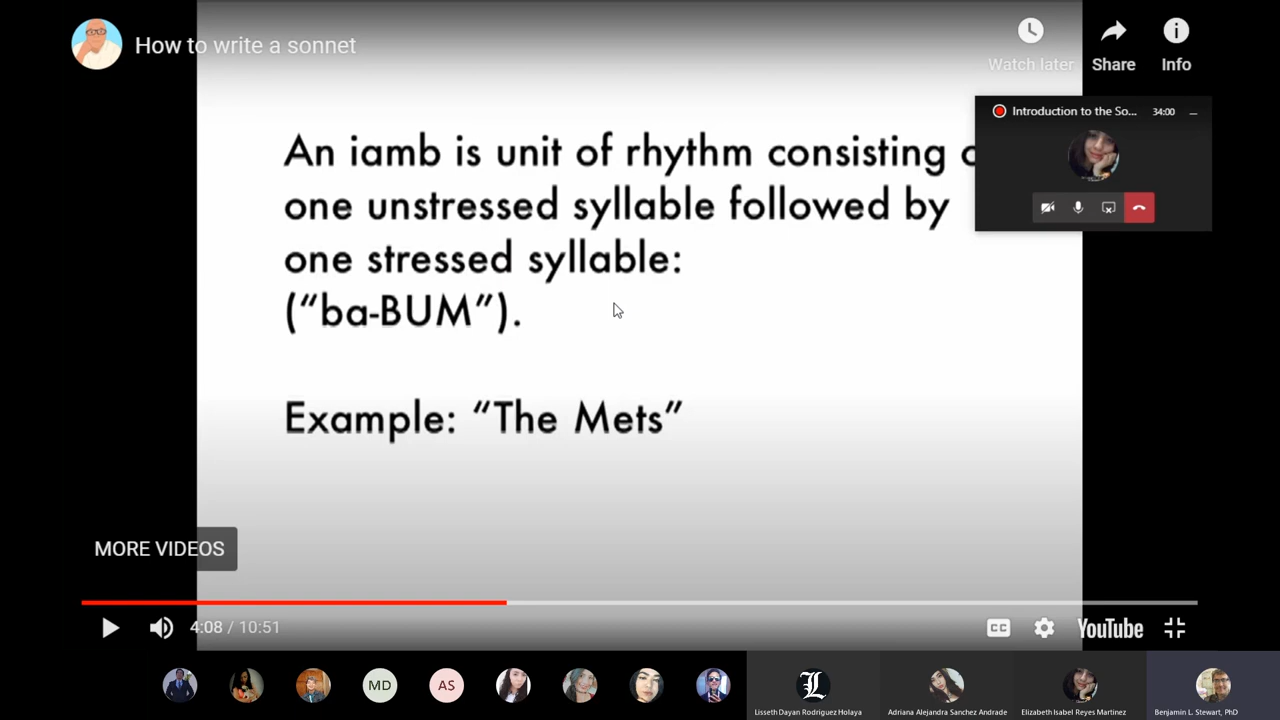 How to write a sonnet
Watch later
Share
Info
Introduction to the So... 34:00
An iamb is unit of rhythm consisting
one unstressed syllable followed by
one stressed syllable:
("ba-BUM").
Example: "The Mets"
MORE VIDEOS
4:08 / 10:51
CC
YouTube
MD
AS
L
Lisseth Dayan Rodriguez Holaya
Adriana Alejandra Sanchez Andrade
Elizabeth Isabel Reyes Martinez
Benjamin L. Stewart, PhD